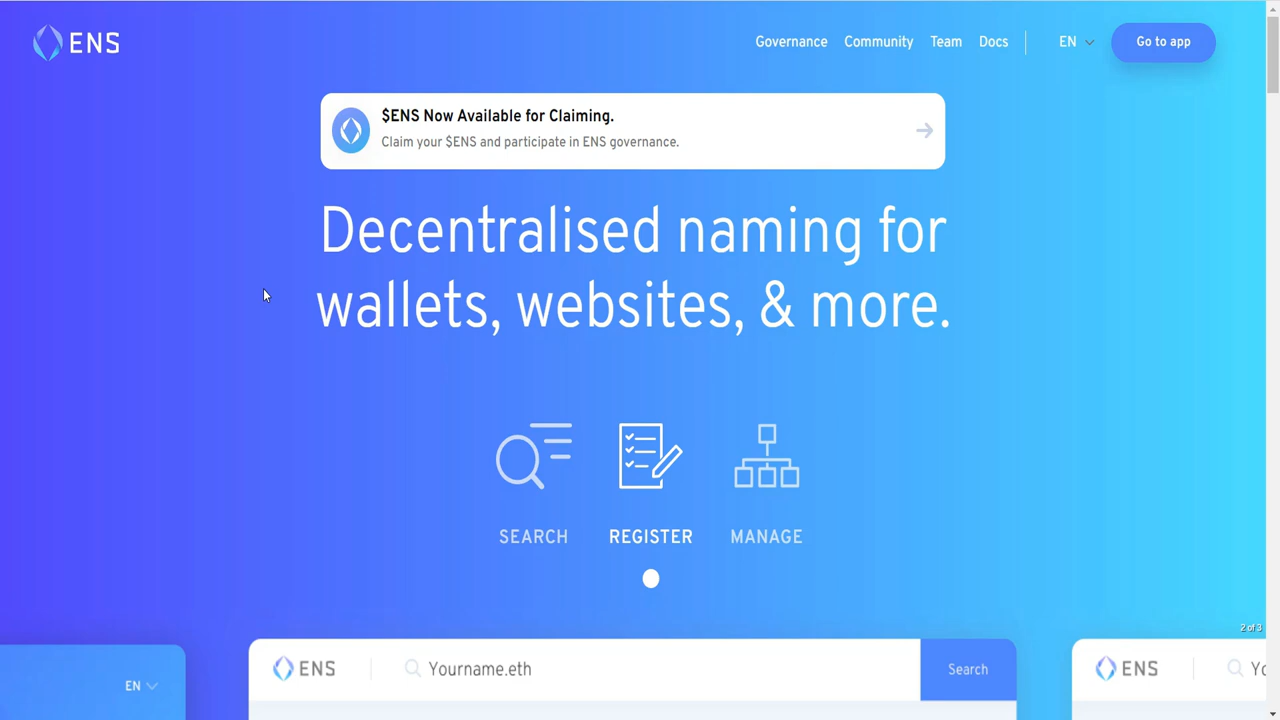 ENS
Governance Community Team Docs EN Go to app
$ENS Now Available for Claiming.
Claim your $ENS and participate in ENS governance.
Decentralised naming for
wallets, websites, & more.
SEARCH REGISTER MANAGE
2 of 3
EN
ENS Yourname.eth Search
ENS